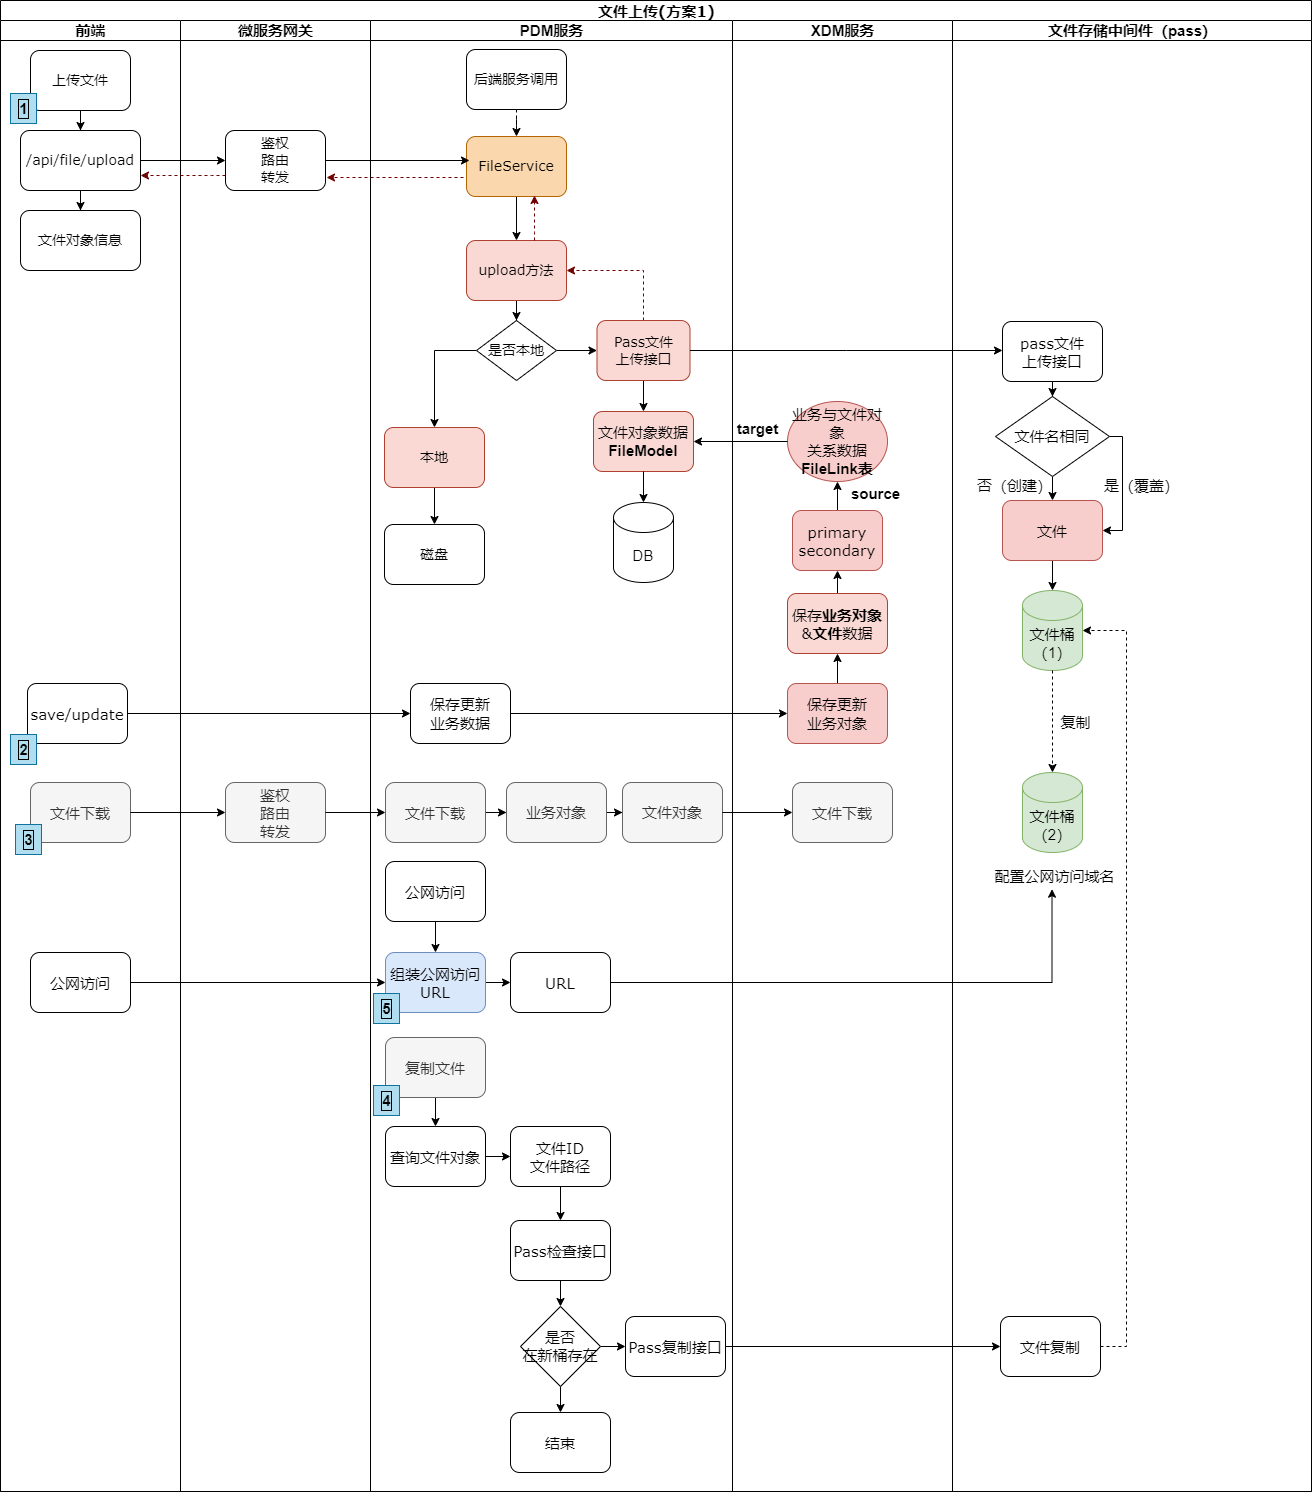 文件上传(方案1)
前端
微服务网关
PDM服务
XDM服务
文件存储中间件（pass）
上传文件
1
后端服务调用
/api/file/upload
鉴权
路由
转发
FileService
文件对象信息
upload方法
是否本地
Pass文件
上传接口
pass文件
上传接口
本地
文件对象数据
FileModel
target
业务与文件对
象
关系数据
FileLink表
文件名相同
否（创建）
是（覆盖）
source
磁盘
DB
primary
secondary
文件
保存业务对象
&文件数据
文件桶
（1）
save/update
2
保存更新
业务数据
保存更新
业务对象
复制
文件下载
3
鉴权
路由
转发
文件下载
业务对象
文件对象
文件下载
文件桶
（2）
配置公网访问域名
公网访问
公网访问
组装公网访问
URL
5
URL
复制文件
4
查询文件对象
文件ID
文件路径
Pass检查接口
是否
在新桶存在
Pass复制接口
文件复制
结束